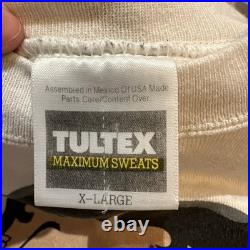 Assembled in Mexico Of USA Made
Parts. Care/Content Over.
TULTEX
MAXIMUM SWEATS
X-LARGE